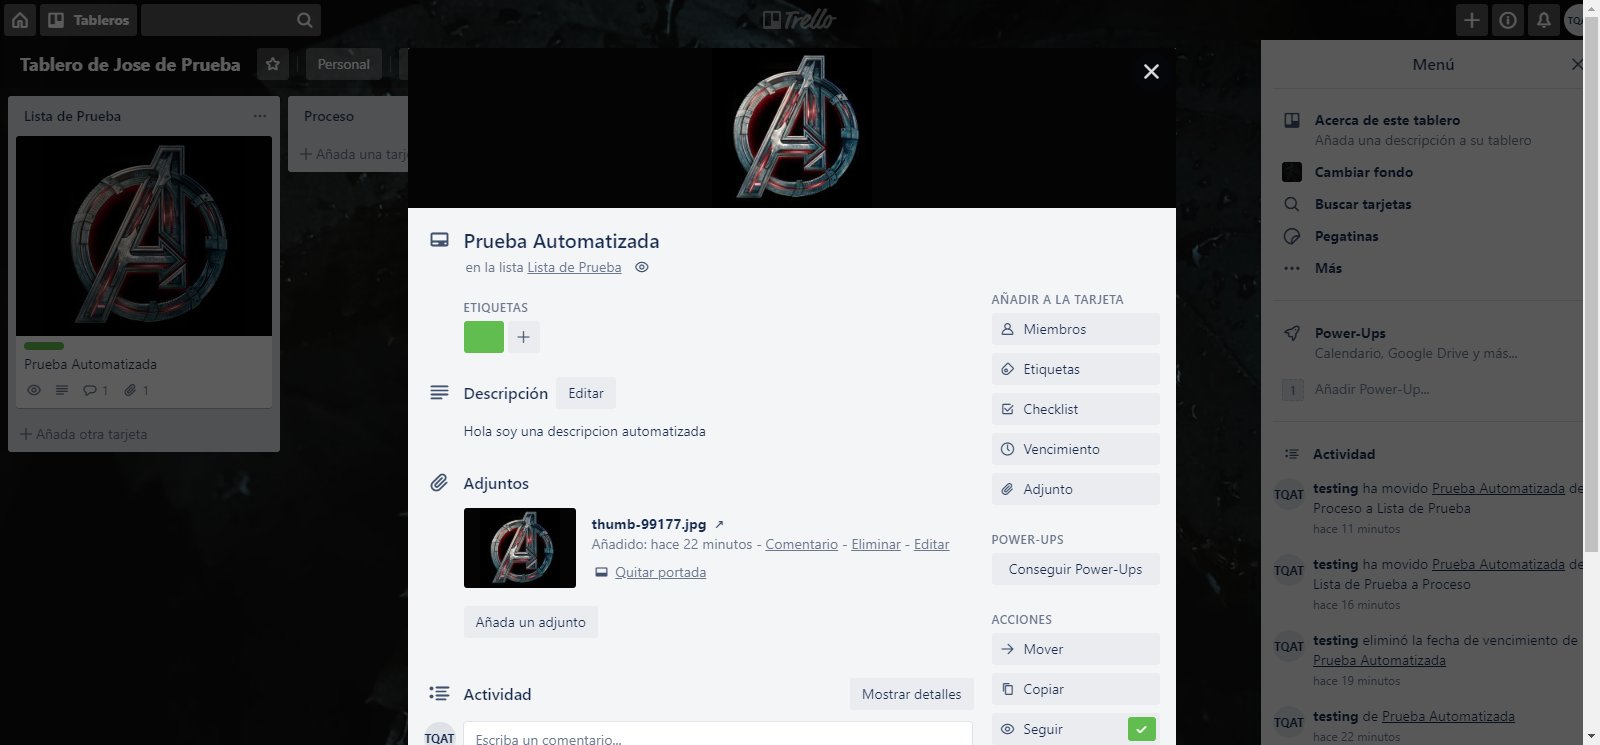 Tableros
Trello
TQA
Tablero de Jose de Prueba
Personal
Lista de Prueba
Prueba Automatizada
1
1
Añada otra tarjeta
Proceso
Añada una tarje
Prueba Automatizada
en la lista Lista de Prueba
ETIQUETAS
Descripción
Editar
Hola soy una descripcion automatizada
Adjuntos
thumb-99177.jpg
Añadido: hace 22 minutos - Comentario - Eliminar - Editar
Quitar portada
Añada un adjunto
Actividad
Mostrar detalles
TQAT
Escriba un comentario...
AÑADIR A LA TARJETA
Miembros
Etiquetas
Checklist
Vencimiento
Adjunto
POWER-UPS
Conseguir Power-Ups
ACCIONES
Mover
Copiar
Seguir
Menú
Acerca de este tablero
Añada una descripción a su tablero
Cambiar fondo
Buscar tarjetas
Pegatinas
Más
Power-Ups
Calendario, Google Drive y más...
1
Añadir Power-Up...
Actividad
TQAT
testing ha movido Prueba Automatizada de
Proceso a Lista de Prueba
hace 11 minutos
TQAT
testing ha movido Prueba Automatizada de
Lista de Prueba a Proceso
hace 16 minutos
TQAT
testing eliminó la fecha de vencimiento de
Prueba Automatizada
hace 19 minutos
TQAT
testing de Prueba Automatizada
hace 22 minutos